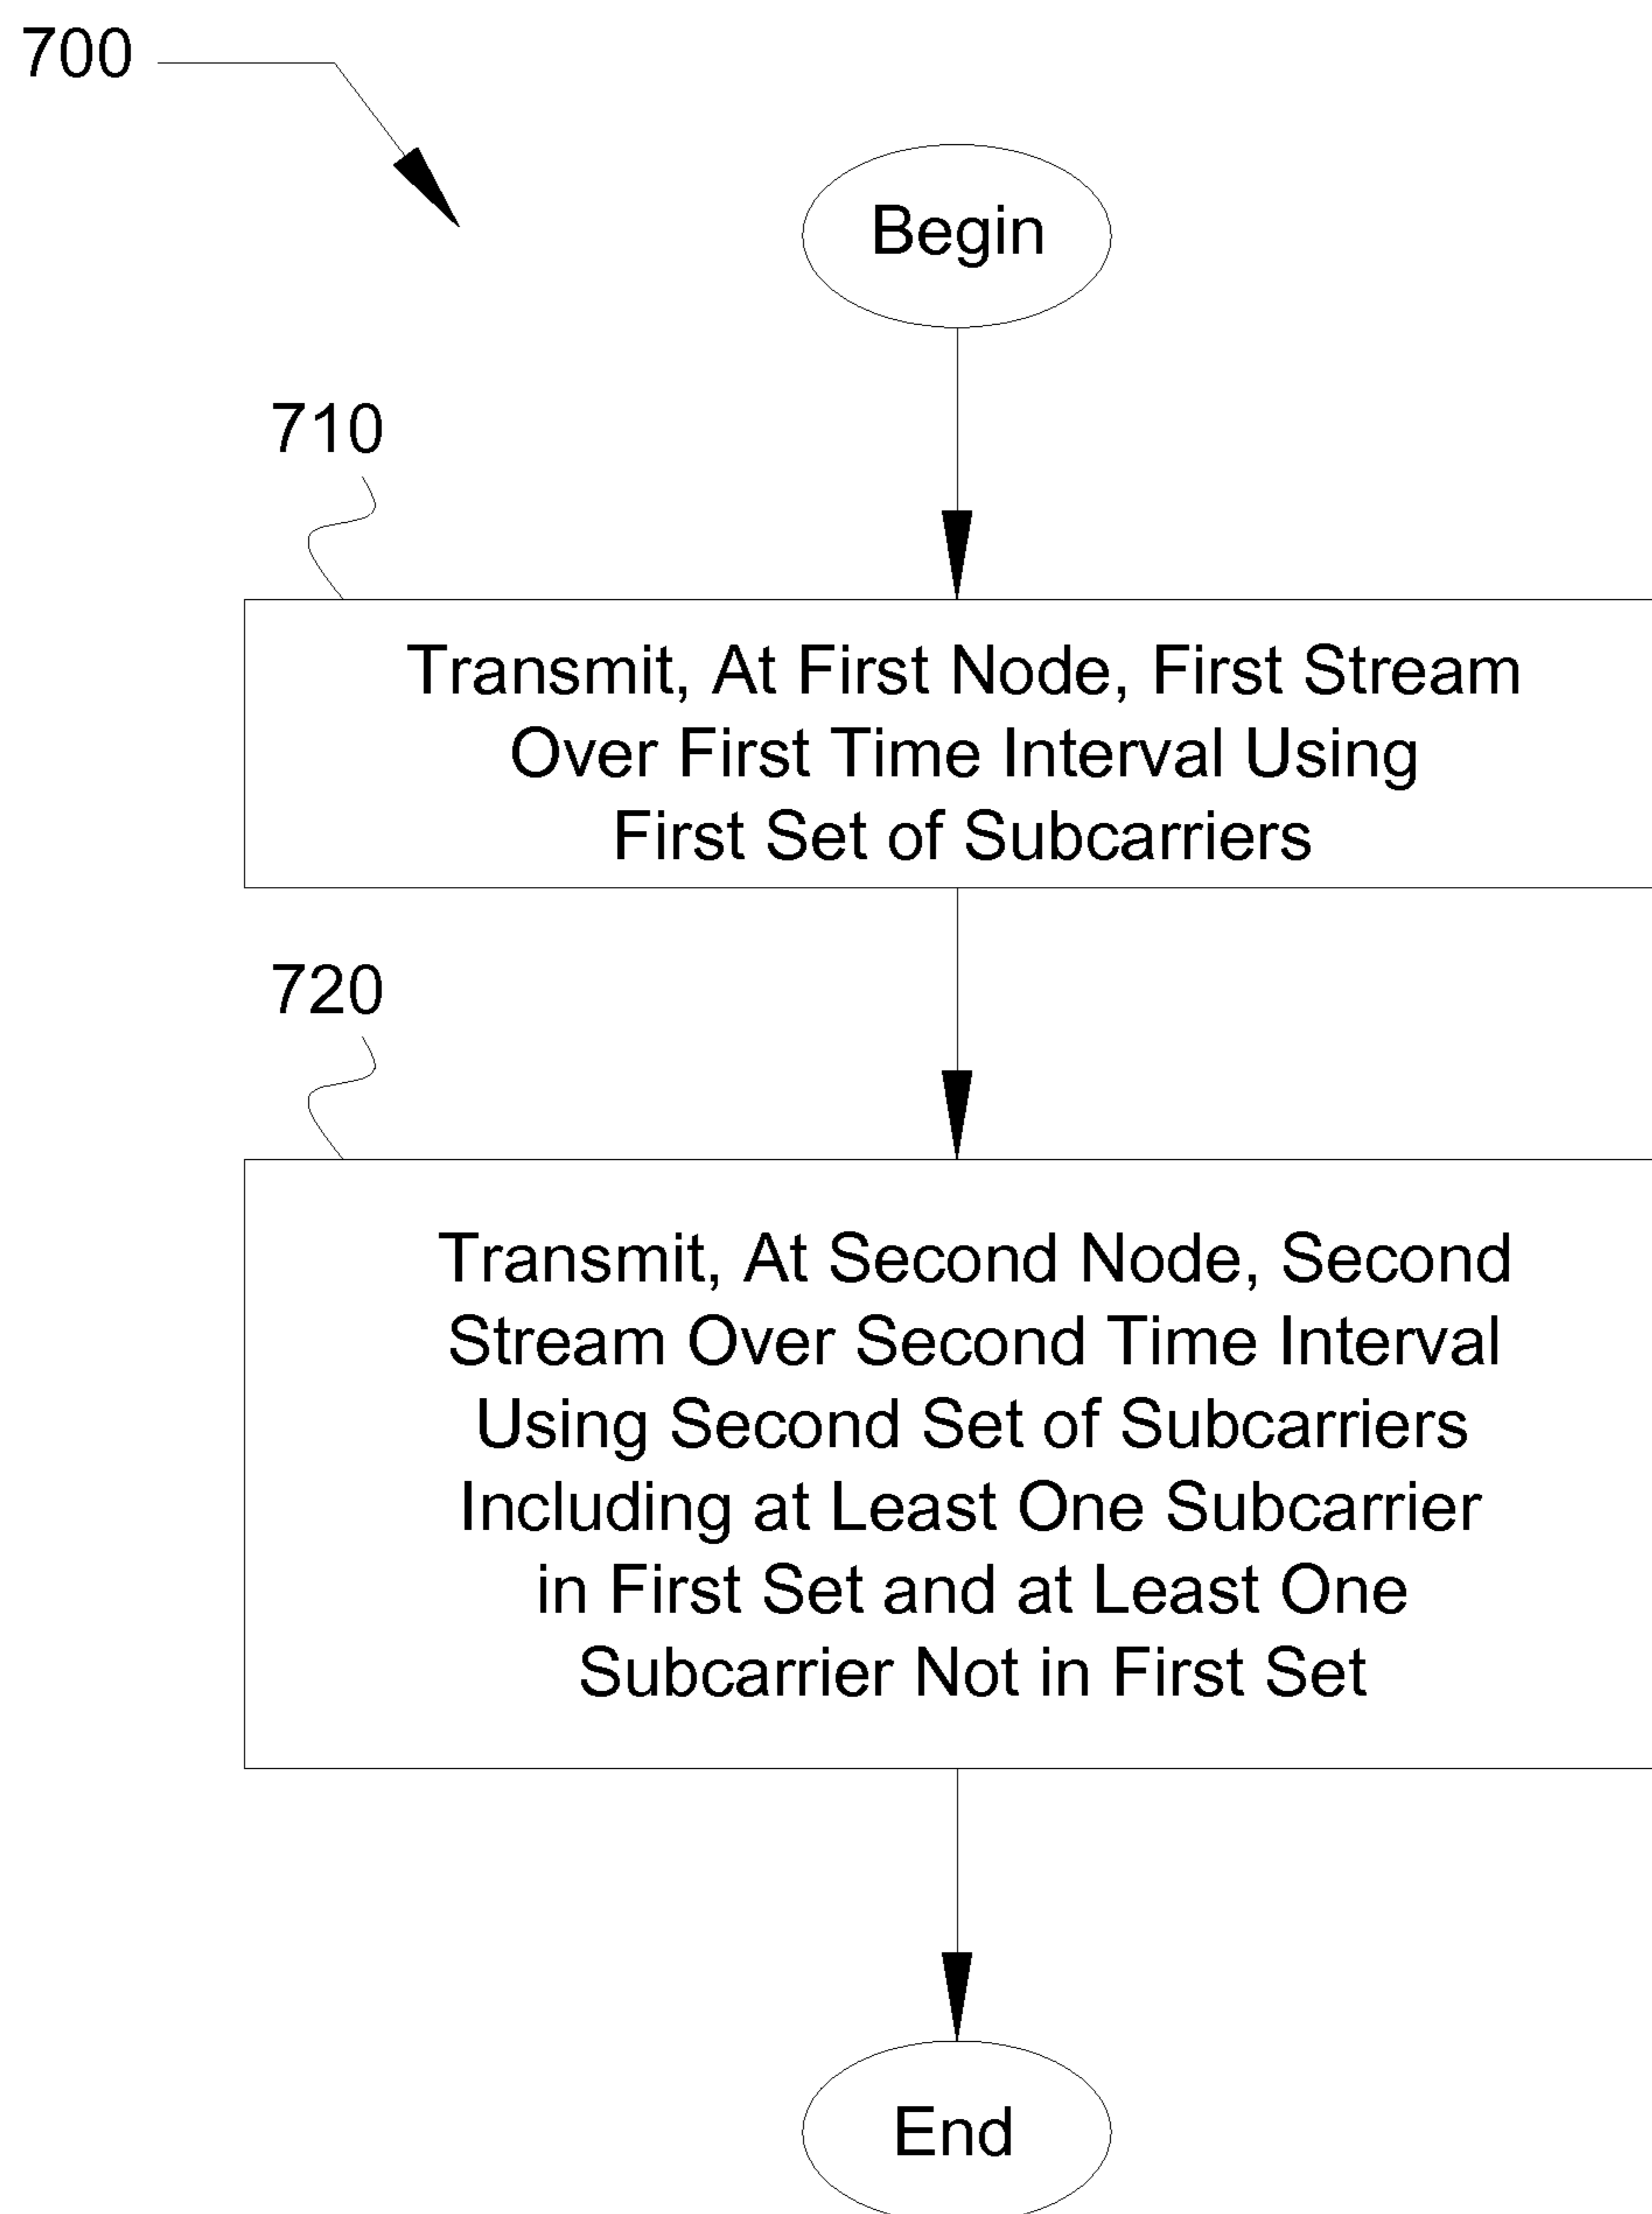 700
Begin
710
Transmit, At First Node, First Stream
Over First Time Interval Using
First Set of Subcarriers
720
Transmit, At Second Node, Second
Stream Over Second Time Interval
Using Second Set of Subcarriers
Including at Least One Subcarrier
in First Set and at Least One
Subcarrier Not in First Set
End